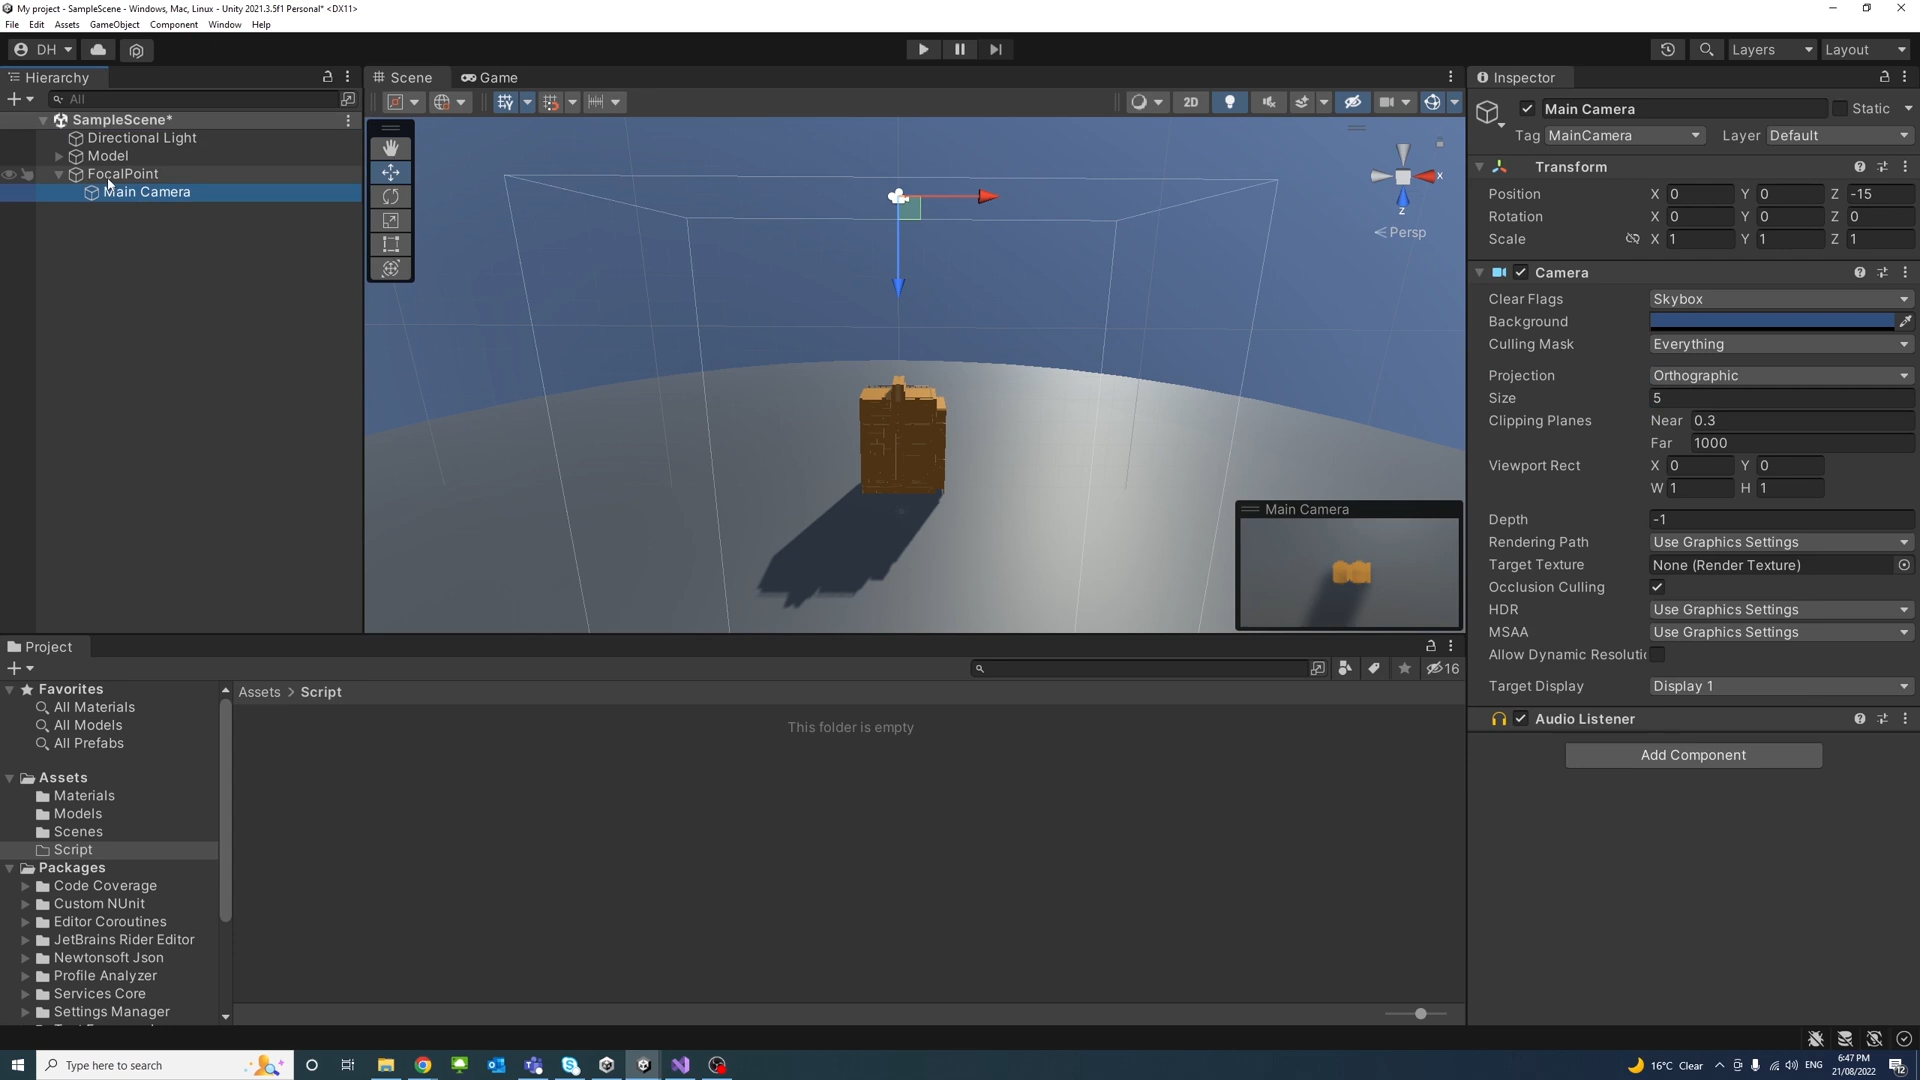 My project - SampleScene - Windows, Mac, Linux - Unity 2021.3.5f1 Personal* <DX11>
File Edit Assets GameObject Component Window Help
DH Layers Layout
Hierarchy
All
SampleScene*
Directional Light
Model
FocalPoint
Main Camera
Scene Game
2D
X
Z
Persp
Main Camera
Inspector
Main Camera Static
Tag MainCamera Layer Default
Transform
Position X 0 Y 0 Z -15
Rotation X 0 Y 0 Z 0
Scale X 1 Y 1 Z 1
Camera
Clear Flags Skybox
Background
Culling Mask Everything
Projection Orthographic
Size 5
Clipping Planes Near 0.3
Far 1000
Viewport Rect X 0 Y 0
W 1 H 1
Depth -1
Rendering Path Use Graphics Settings
Target Texture None (Render Texture)
Occlusion Culling
HDR Use Graphics Settings
MSAA Use Graphics Settings
Allow Dynamic Resoluti
Target Display Display 1
Audio Listener
Add Component
Project
16
Favorites
All Materials
All Models
All Prefabs
Assets
Materials
Models
Scenes
Script
Packages
Code Coverage
Custom NUnit
Editor Coroutines
JetBrains Rider Editor
Newtonsoft Json
Profile Analyzer
Services Core
Settings Manager
Assets > Script
This folder is empty
Type here to search
16°C Clear ENG
6:47 PM
21/08/2022
12